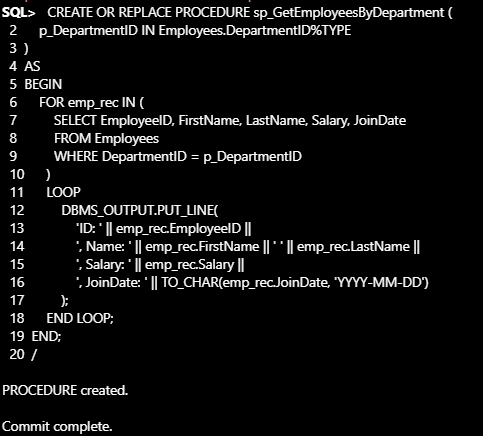 SQL> CREATE OR REPLACE PROCEDURE sp_GetEmployeesByDepartment (
2 p_DepartmentID IN Employees.DepartmentID%TYPE
3 )
4 AS
5 BEGIN
6 FOR emp_rec IN (
7 SELECT EmployeeID, FirstName, LastName, Salary, JoinDate
8 FROM Employees
9 WHERE DepartmentID = p_DepartmentID
10 )
11 LOOP
12 DBMS_OUTPUT.PUT_LINE(
13 'ID: ' || emp_rec.EmployeeID ||
14 ', Name: ' || emp_rec.FirstName || ' ' || emp_rec.LastName ||
15 ', Salary: ' || emp_rec.Salary ||
16 ', JoinDate: ' || TO_CHAR(emp_rec.JoinDate, 'YYYY-MM-DD')
17 );
18 END LOOP;
19 END;
20 /
PROCEDURE created.
Commit complete.